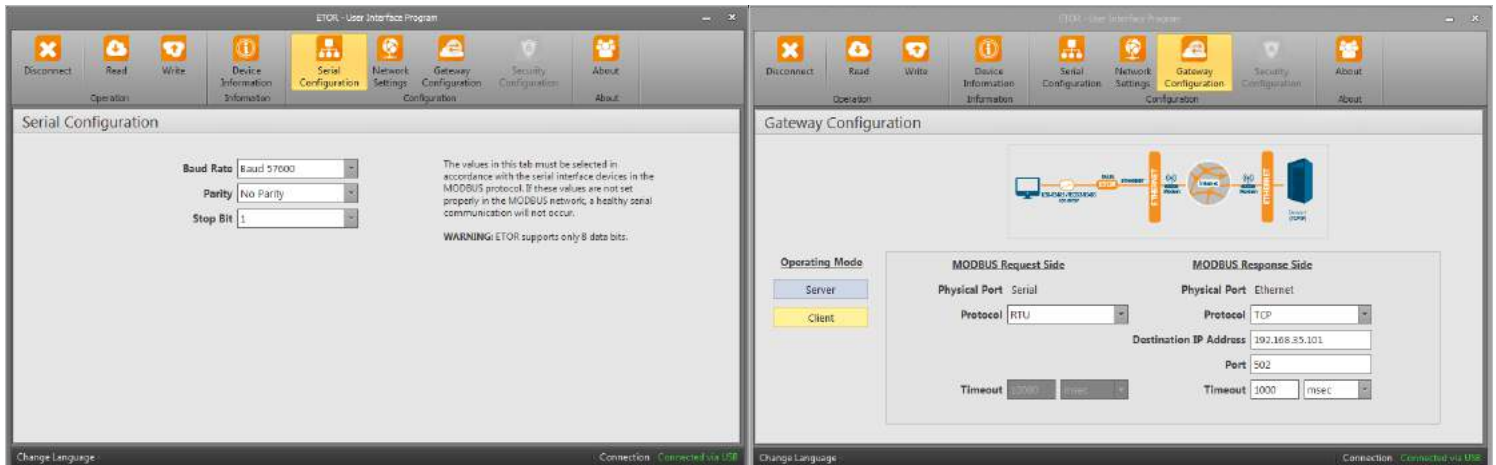 ETOR - User Interface Program
Disconnect Read Write Device Information Serial Configuration Network Settings Gateway Configuration Security Configuration About
Operation Information Configuration About
Serial Configuration
Baud Rate Baud 57600
Parity No Parity
Stop Bit 1
The values in this tab must be selected in
accordance with the serial interface devices in the
MODBUS protocol. If these values are not set
properly in the MODBUS network, a healthy serial
communication will not occur.
WARNING: ETOR supports only 8 data bits.
Change Language Connection Connected via USB
ETOR - User Interface Program
Disconnect Read Write Device Information Serial Configuration Network Settings Gateway Configuration Security Configuration About
Operation Information Configuration About
Gateway Configuration
ETOR
ETHERNET
ETHERNET
ETHERNET
Operating Mode
Server
Client
MODBUS Request Side
Physical Port Serial
Protocol RTU
Timeout 10000 msec
MODBUS Response Side
Physical Port Ethernet
Protocol TCP
Destination IP Address 192.168.35.101
Port 502
Timeout 1000 msec
Change Language Connection Connected via USB